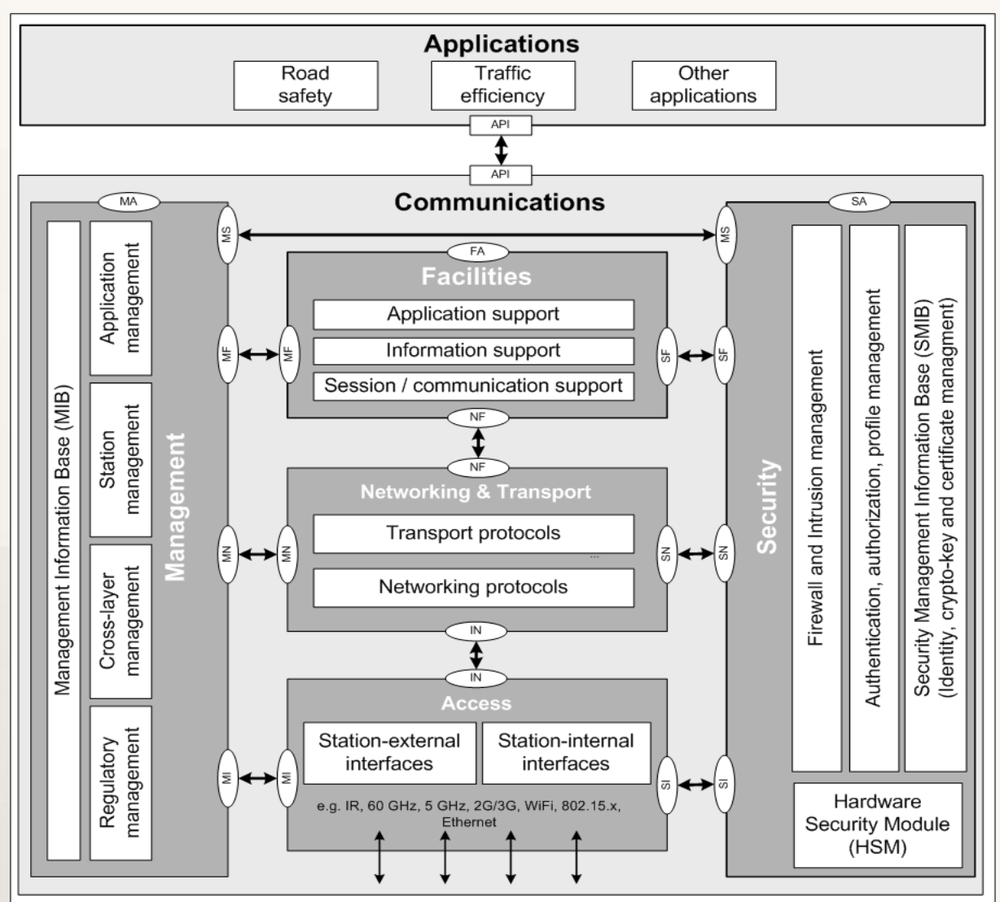 Applications
Road
safety
Traffic
efficiency
Other
applications
API
API
Communications
MA
SA
MS
MS
Management Information Base (MIB)
Application
management
Station
management
Cross-layer
management
Regulatory
management
Management
FA
Facilities
Application support
Information support
Session / communication support
MF
MF
SF
SF
NF
NF
Networking & Transport
Transport protocols
...
Networking protocols
MN
MN
SN
SN
IN
IN
Access
Station-external
interfaces
Station-internal
interfaces
e.g. IR, 60 GHz, 5 GHz, 2G/3G, WiFi, 802.15.x,
Ethernet
MI
MI
SI
SI
Security
Firewall and Intrusion management
Authentication, authorization, profile management
Security Management Information Base (SMIB)
(Identity, crypto-key and certificate managment)
Hardware
Security Module
(HSM)